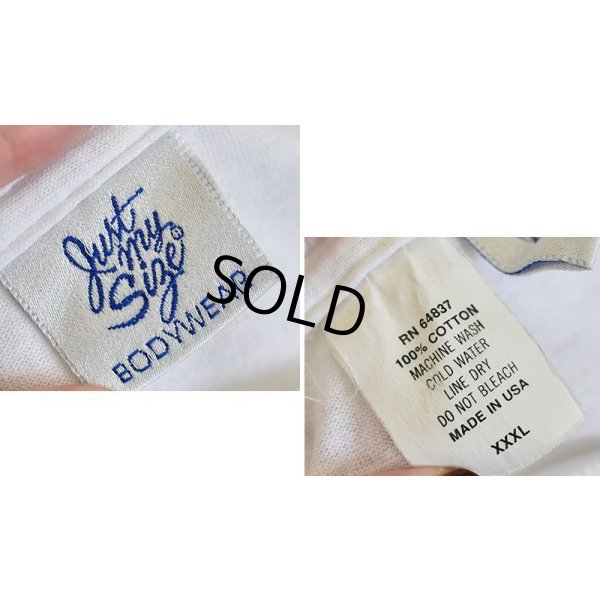 Just
my
Size
BODYWEAR
SOLD
RN 64837
100% COTTON
MACHINE WASH
COLD WATER
LINE DRY
DO NOT BLEACH
MADE IN USA
XXXL